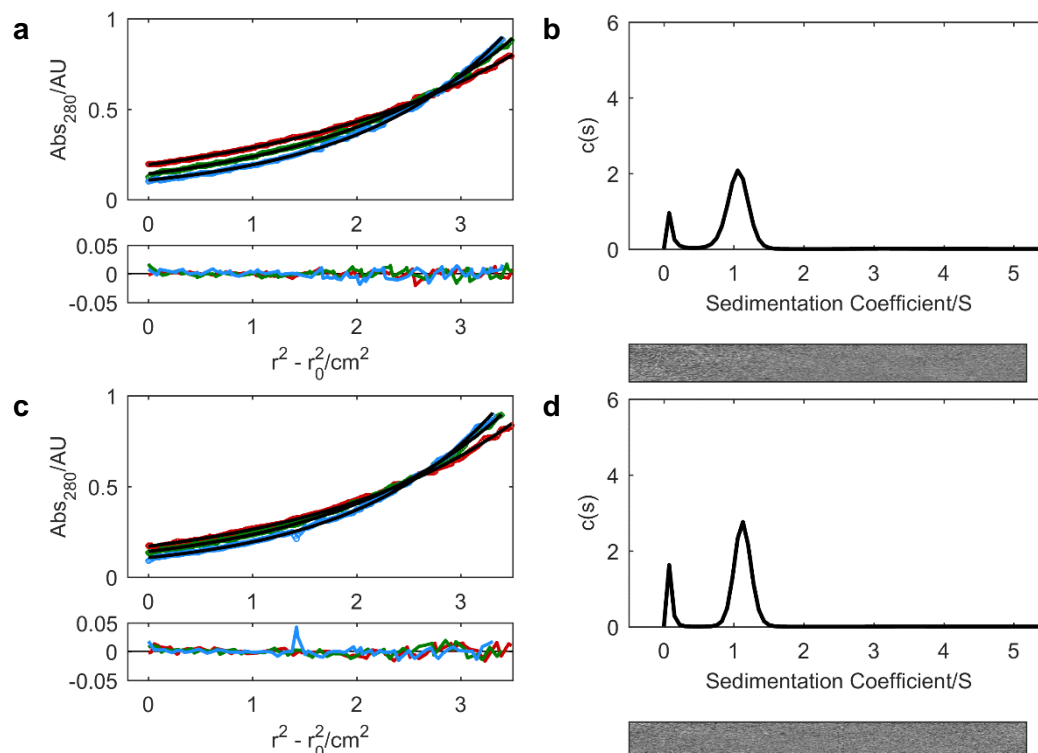 a
1
0.5
0
Abs280/AU
0 1 2 3
0.05
0
-0.05
0 1 2 3
r² - r₀²/cm²
b
6
4
2
0
c(s)
0 1 2 3 4 5
Sedimentation Coefficient/S
c
1
0.5
0
Abs280/AU
0 1 2 3
0.05
0
-0.05
0 1 2 3
r² - r₀²/cm²
d
6
4
2
0
c(s)
0 1 2 3 4 5
Sedimentation Coefficient/S